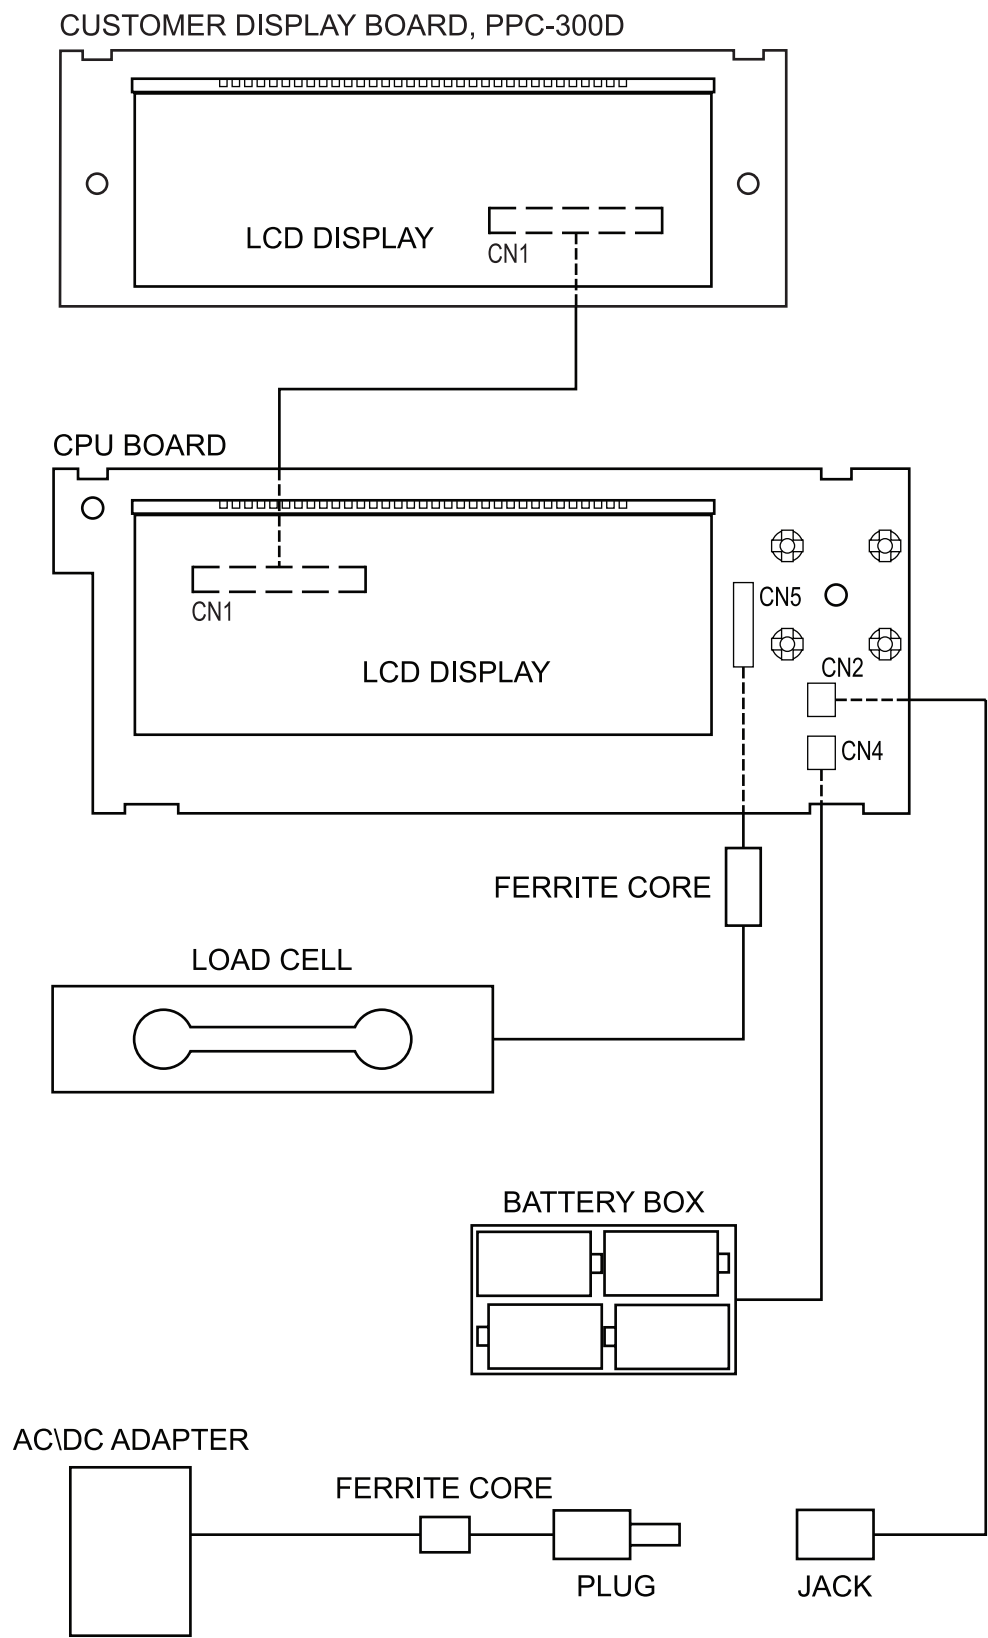 CUSTOMER DISPLAY BOARD, PPC-300D
LCD DISPLAY
CN1
CPU BOARD
CN1
LCD DISPLAY
CN5
CN2
CN4
FERRITE CORE
LOAD CELL
BATTERY BOX
AC\DC ADAPTER
FERRITE CORE
PLUG
JACK